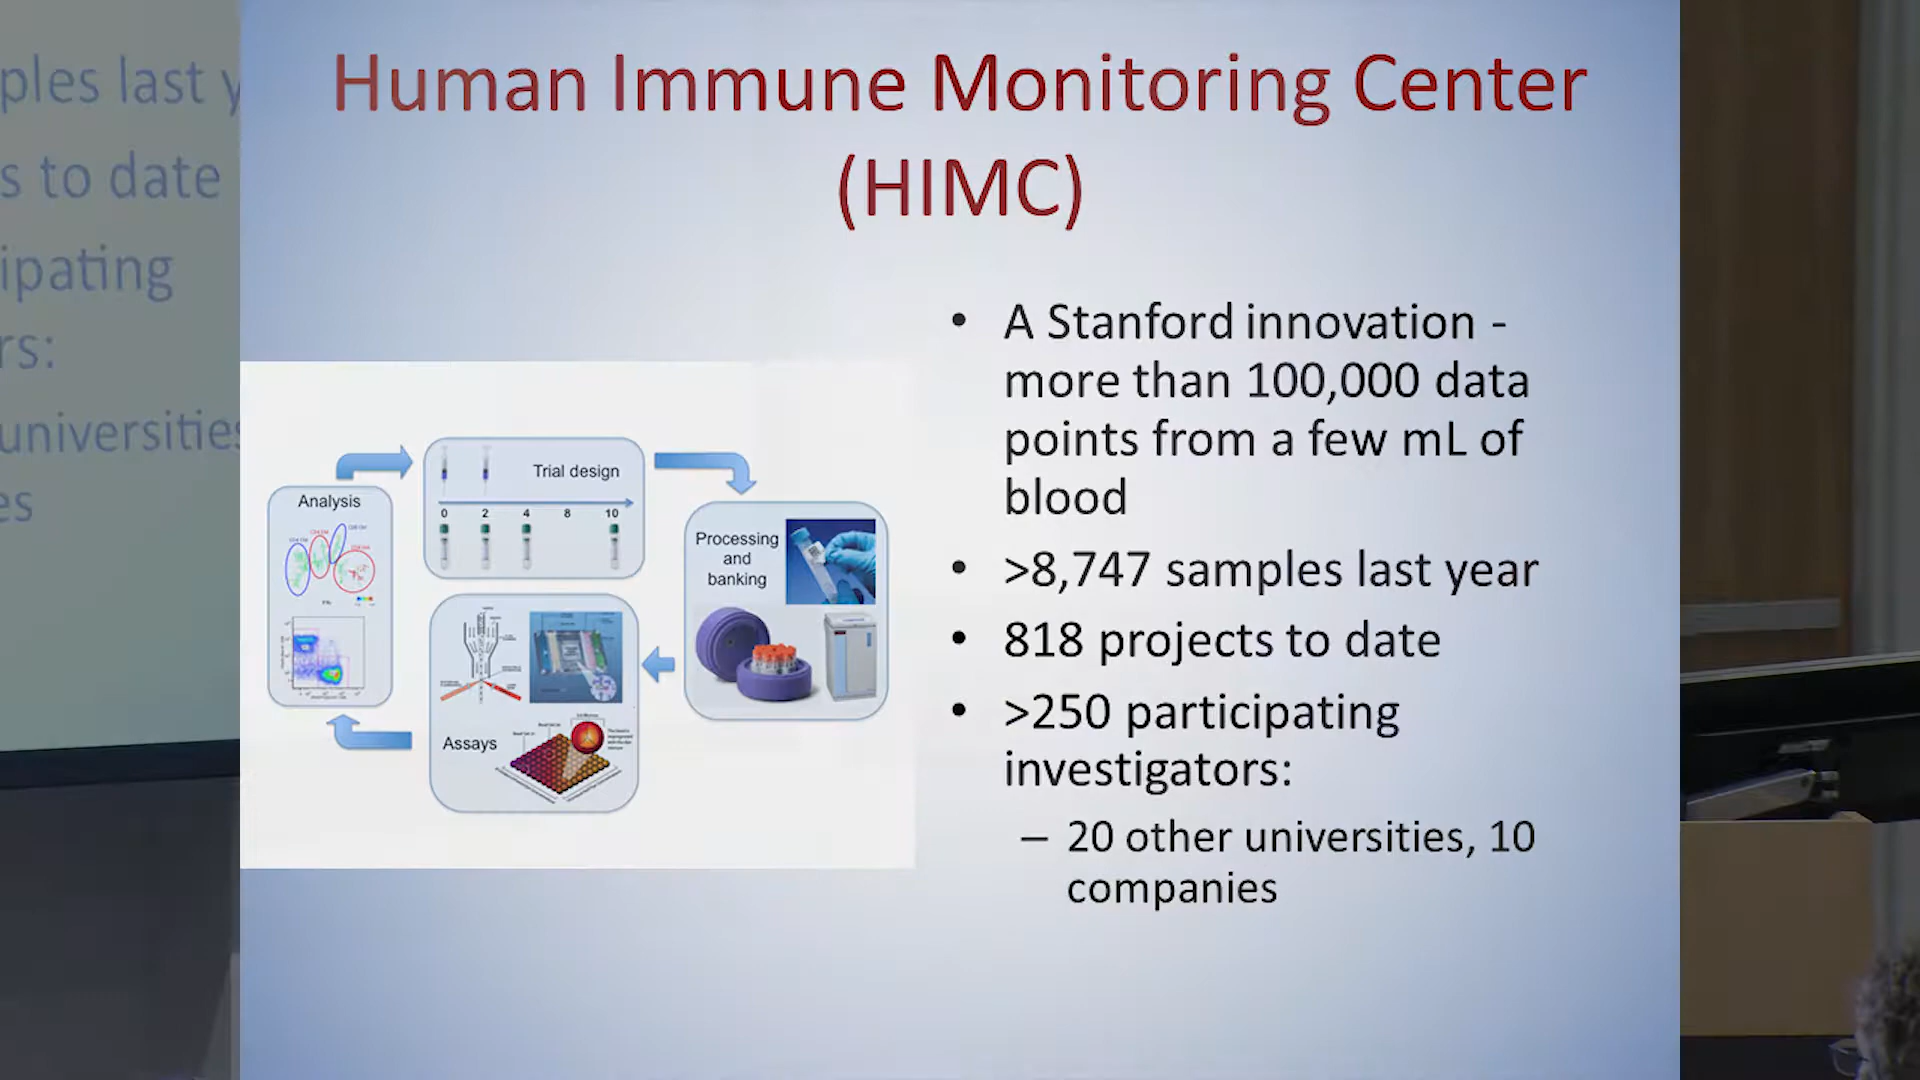 Human Immune Monitoring Center
(HIMC)
• A Stanford innovation -
more than 100,000 data
points from a few mL of
blood
• >8,747 samples last year
• 818 projects to date
• >250 participating
investigators:
– 20 other universities, 10
companies
Analysis
Trial design
0 2 4 8 10
Processing
and
banking
Assays
last
s to date
ipating
rs:
universities
es